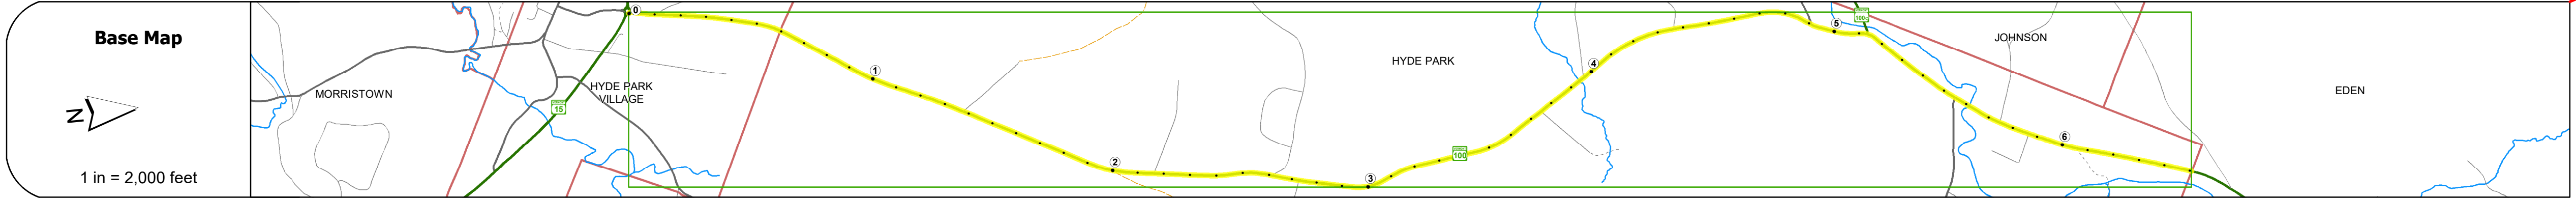 Base Map
N
1 in = 2,000 feet
MORRISTOWN
HYDE PARK
VILLAGE
15
0
1
2
3
100
HYDE PARK
4
5
100C
JOHNSON
6
EDEN